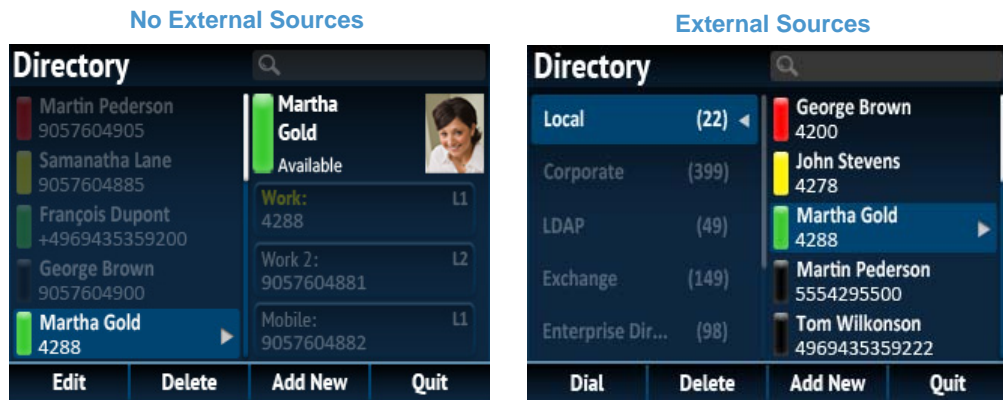 No External Sources
Directory
Martin Pederson
9057604905
Samanatha Lane
9057604885
François Dupont
+4969435359200
George Brown
9057604900
Martha Gold
4288
Martha
Gold
Available
Work: L1
4288
Work 2: L2
9057604881
Mobile: L1
9057604882
Edit Delete Add New Quit
External Sources
Directory
Local (22)
Corporate (399)
LDAP (49)
Exchange (149)
Enterprise Dir... (98)
George Brown
4200
John Stevens
4278
Martha Gold
4288
Martin Pederson
5554295500
Tom Wilkonson
4969435359222
Dial Delete Add New Quit